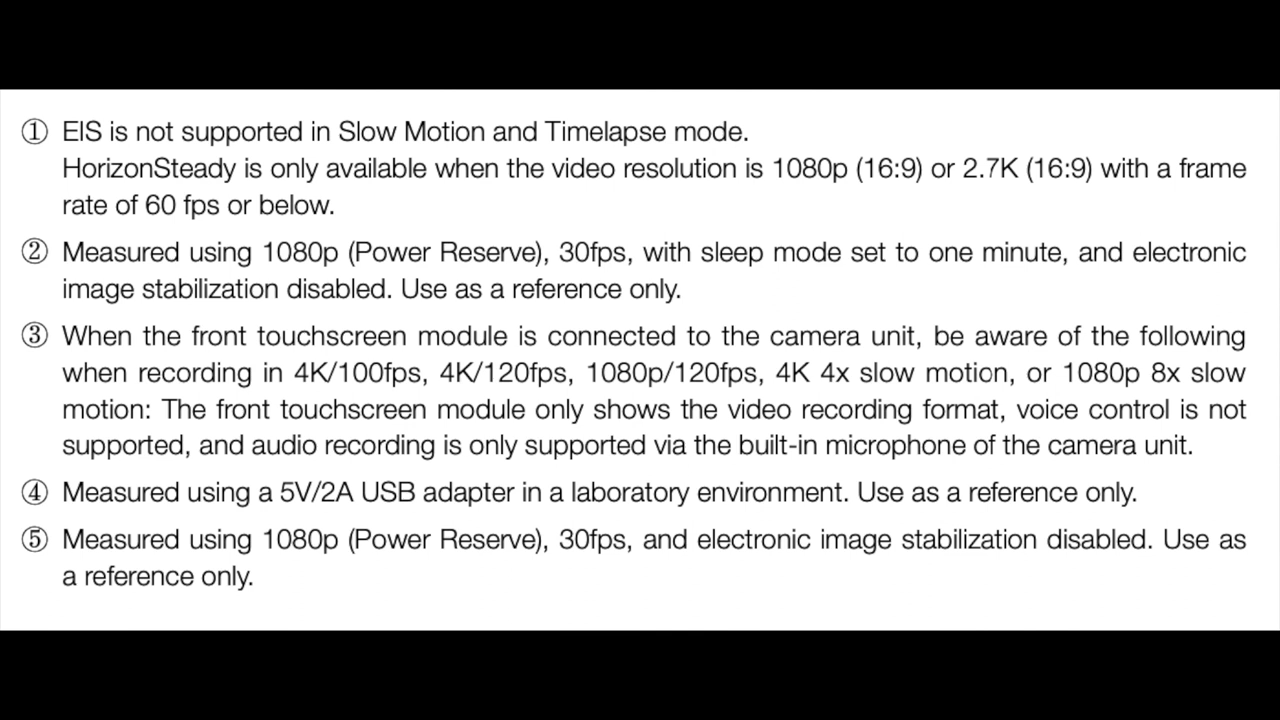 ① EIS is not supported in Slow Motion and Timelapse mode.
HorizonSteady is only available when the video resolution is 1080p (16:9) or 2.7K (16:9) with a frame
rate of 60 fps or below.
② Measured using 1080p (Power Reserve), 30fps, with sleep mode set to one minute, and electronic
image stabilization disabled. Use as a reference only.
③ When the front touchscreen module is connected to the camera unit, be aware of the following
when recording in 4K/100fps, 4K/120fps, 1080p/120fps, 4K 4x slow motion, or 1080p 8x slow
motion: The front touchscreen module only shows the video recording format, voice control is not
supported, and audio recording is only supported via the built-in microphone of the camera unit.
④ Measured using a 5V/2A USB adapter in a laboratory environment. Use as a reference only.
⑤ Measured using 1080p (Power Reserve), 30fps, and electronic image stabilization disabled. Use as
a reference only.